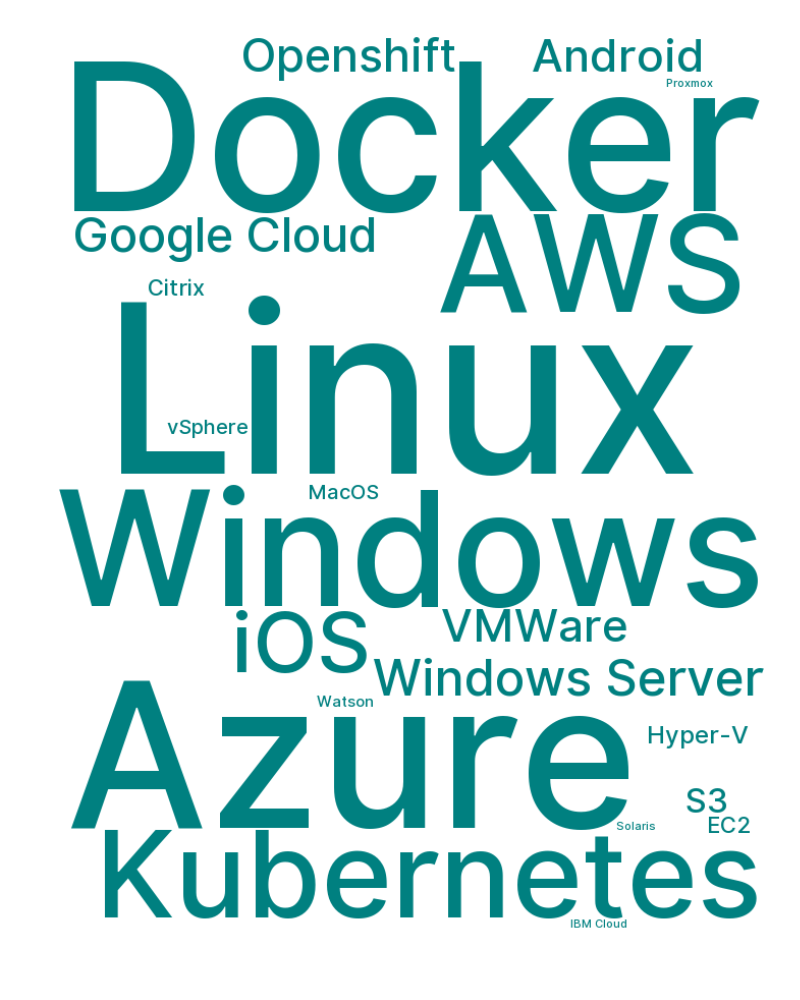 Openshift
Android
Proxmox
Docker
Google Cloud
AWS
Citrix
Linux
vSphere
MacOS
Windows
iOS
VMWare
Windows Server
Watson
Azure
Hyper-V
S3
EC2
Solaris
Kubernetes
IBM Cloud